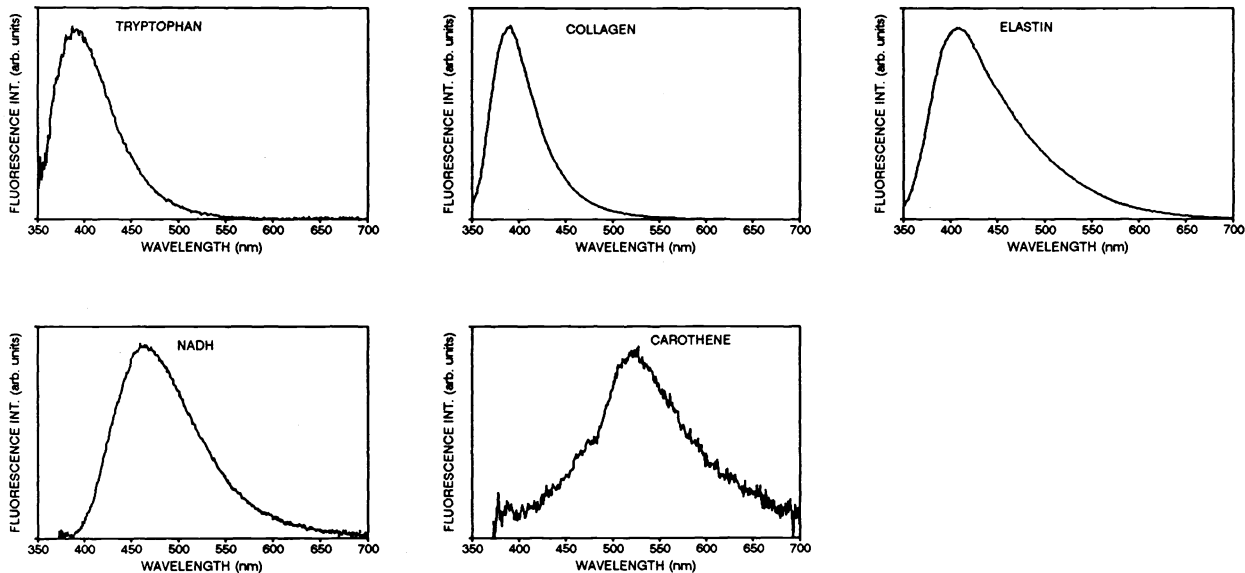 FLUORESCENCE INT. (arb. units)
TRYPTOPHAN
350 400 450 500 550 600 650 700
WAVELENGTH (nm)
FLUORESCENCE INT. (arb. units)
COLLAGEN
350 400 450 500 550 600 650 700
WAVELENGTH (nm)
FLUORESCENCE INT. (arb. units)
ELASTIN
350 400 450 500 550 600 650 700
WAVELENGTH (nm)
FLUORESCENCE INT. (arb. units)
NADH
350 400 450 500 550 600 650 700
WAVELENGTH (nm)
FLUORESCENCE INT. (arb. units)
CAROTHENE
350 400 450 500 550 600 650 700
WAVELENGTH (nm)